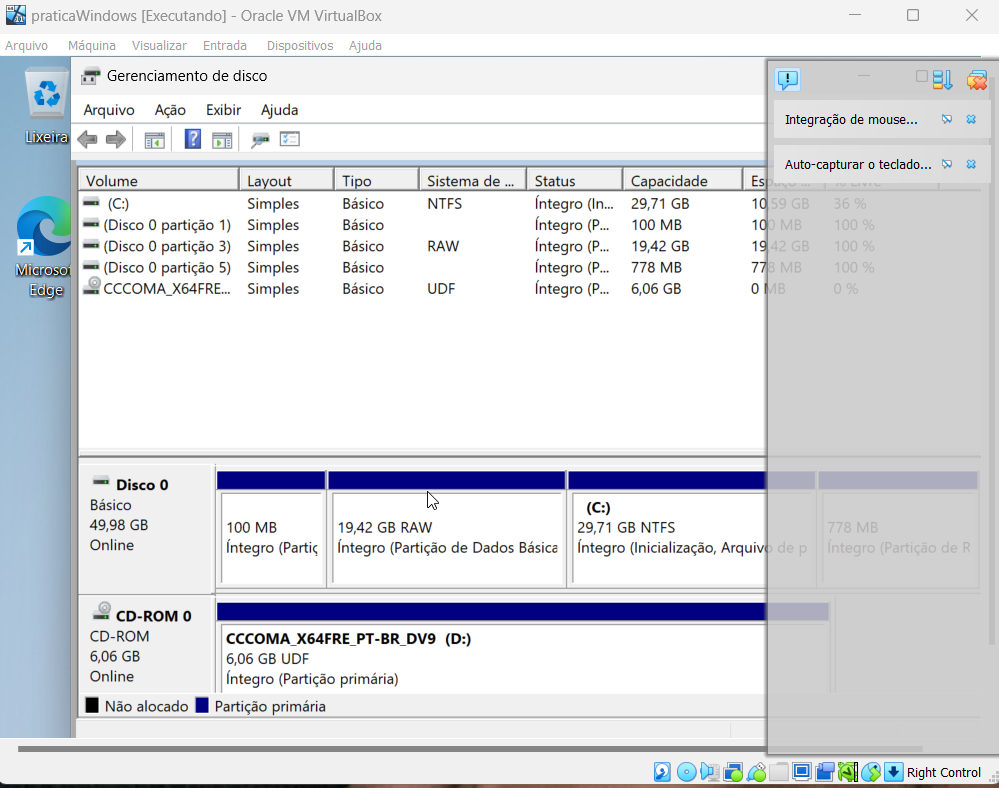 praticaWindows [Executando] - Oracle VM VirtualBox
Arquivo Máquina Visualizar Entrada Dispositivos Ajuda
Gerenciamento de disco
Arquivo Ação Exibir Ajuda
Integração de mouse...
Auto-capturar o teclado...
Lixeira
Microsof
Edge
Volume Layout Tipo Sistema de ... Status Capacidade
(C:) Simples Básico NTFS Íntegro (In... 29,71 GB 10,59 GB 36 %
(Disco 0 partição 1) Simples Básico Íntegro (P... 100 MB 100 MB 100 %
(Disco 0 partição 3) Simples Básico RAW Íntegro (P... 19,42 GB 19,42 GB 100 %
(Disco 0 partição 5) Simples Básico Íntegro (P... 778 MB 778 MB 100 %
CCCOMA_X64FRE... Simples Básico UDF Íntegro (P... 6,06 GB 0 MB 0 %
Disco 0
Básico
49,98 GB
Online
100 MB
Íntegro (Partiç
19,42 GB RAW
Íntegro (Partição de Dados Básica
(C:)
29,71 GB NTFS
Íntegro (Inicialização, Arquivo de p
778 MB
Íntegro (Partição de R
CD-ROM 0
CD-ROM
6,06 GB
Online
CCCOMA_X64FRE_PT-BR_DV9 (D:)
6,06 GB UDF
Íntegro (Partição primária)
Não alocado Partição primária
Right Control